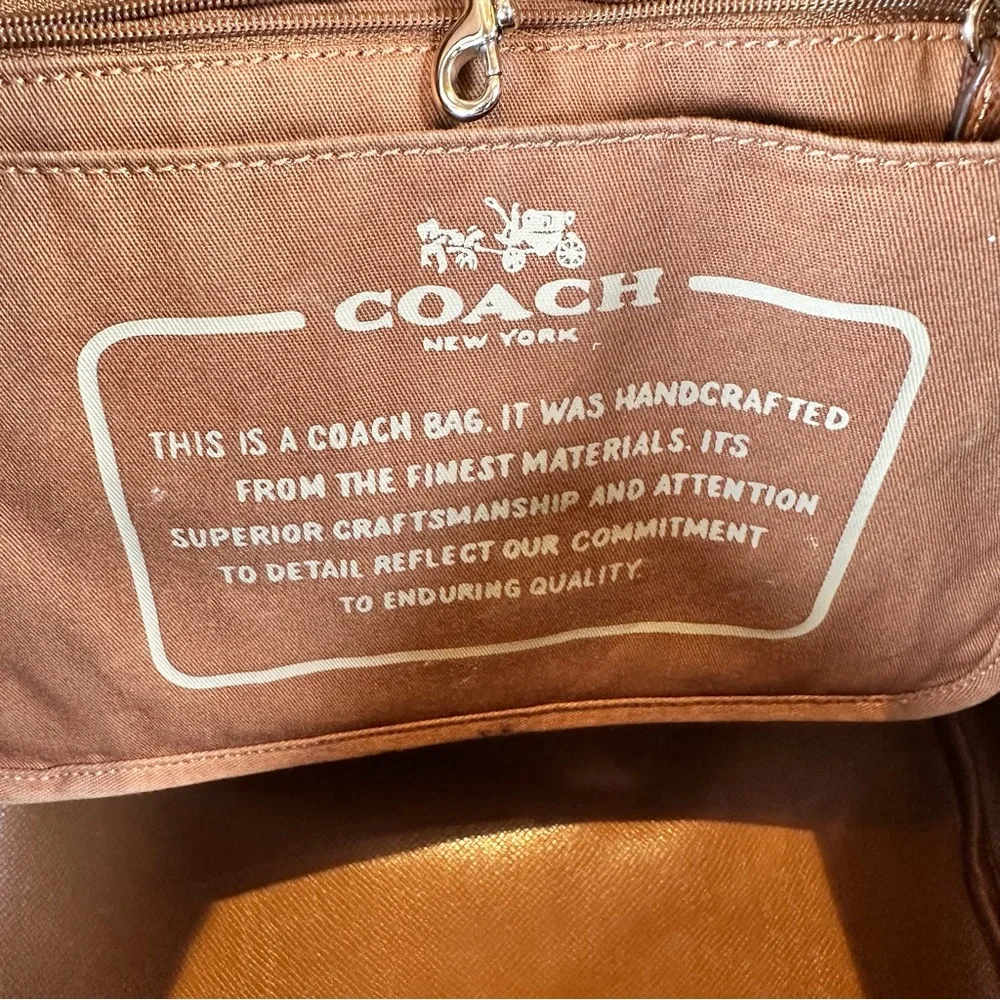 COACH
NEW YORK
THIS IS A COACH BAG. IT WAS HANDCRAFTED
FROM THE FINEST MATERIALS. ITS
SUPERIOR CRAFTSMANSHIP AND ATTENTION
TO DETAIL REFLECT OUR COMMITMENT
TO ENDURING QUALITY.